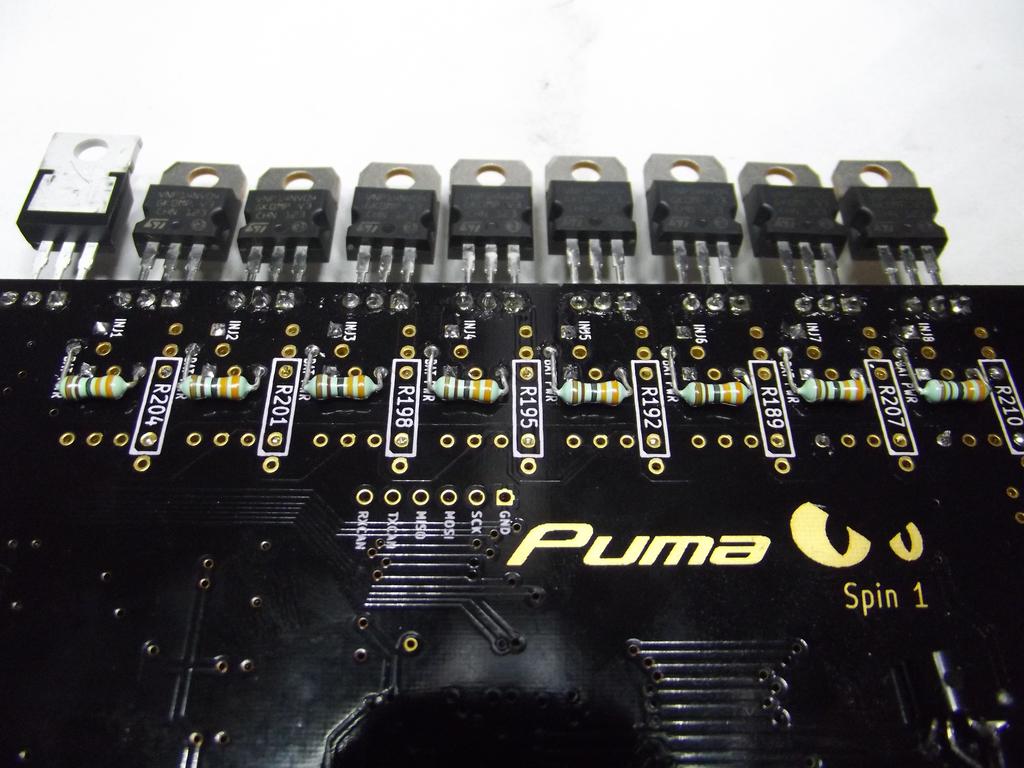 INJ1
INJ2
INJ3
INJ4
INJ5
INJ6
INJ7
INJ8
R204
R201
R198
R195
R192
R189
R207
R210
RXCAN
TXCAN
MISO
MOSI
SCK
GND
Puma
Spin 1